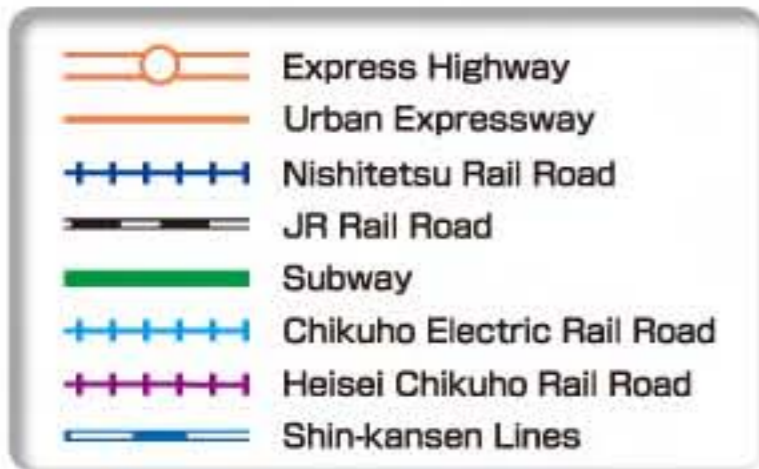 Express Highway
Urban Expressway
Nishitetsu Rail Road
JR Rail Road
Subway
Chikuho Electric Rail Road
Heisei Chikuho Rail Road
Shin-kansen Lines